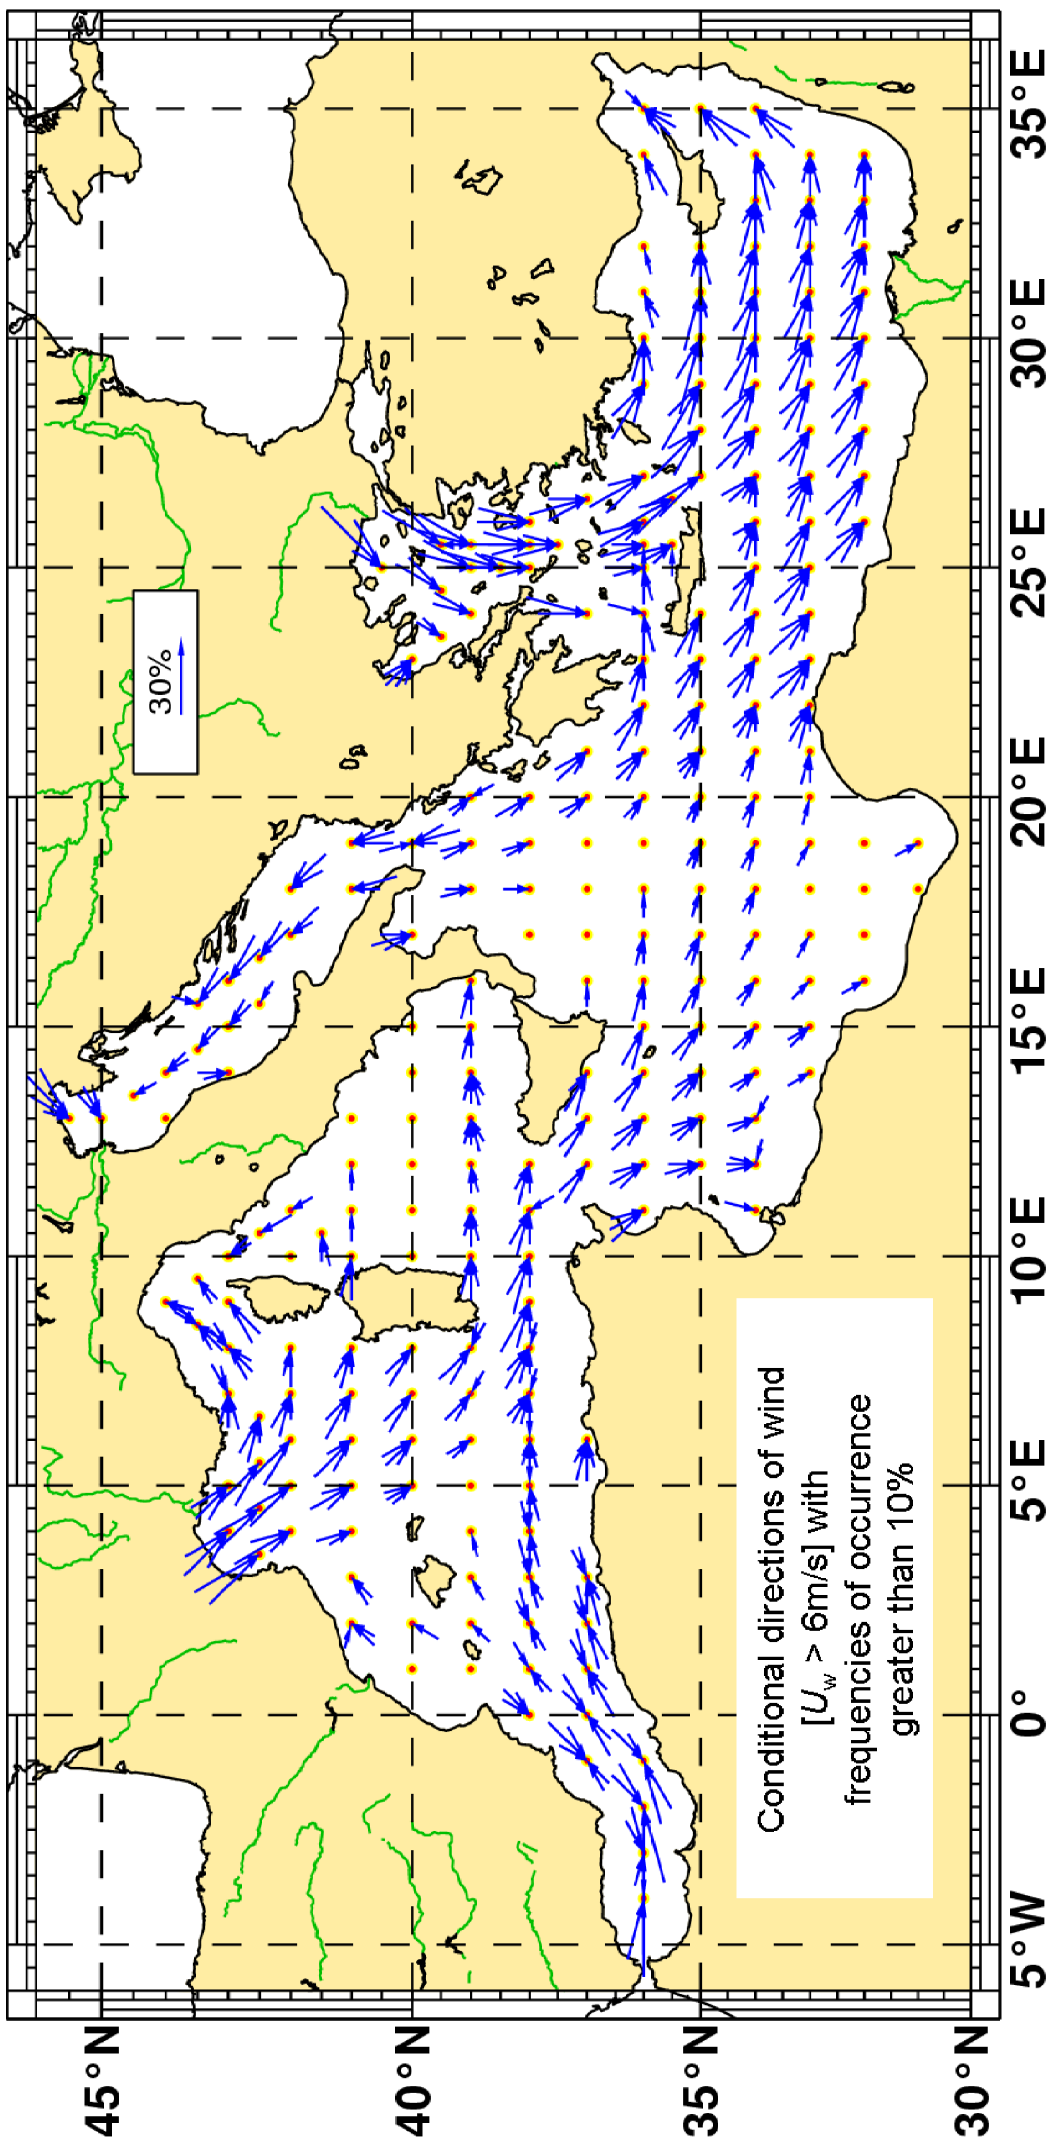 45°N
40°N
35°N
30°N
5°W
0°
5°E
10°E
15°E
20°E
25°E
30°E
35°E
30%
Conditional directions of wind
[Uw > 6m/s] with
frequencies of occurrence
greater than 10%